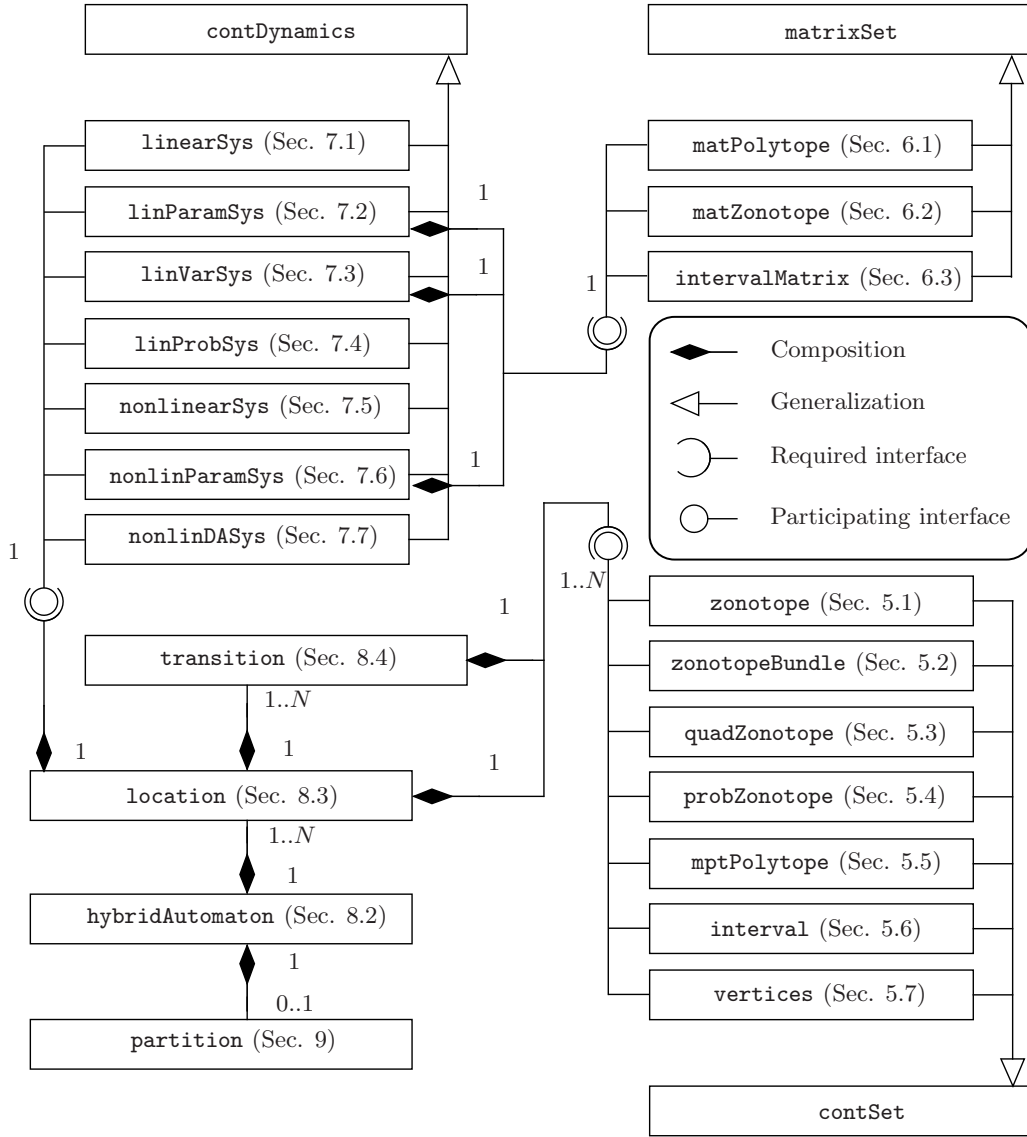 contDynamics
matrixSet
linearSys (Sec. 7.1)
matPolytope (Sec. 6.1)
linParamSys (Sec. 7.2)
1
matZonotope (Sec. 6.2)
linVarSys (Sec. 7.3)
1
1
intervalMatrix (Sec. 6.3)
linProbSys (Sec. 7.4)
Composition
nonlinearSys (Sec. 7.5)
Generalization
nonlinParamSys (Sec. 7.6)
1
Required interface
nonlinDASys (Sec. 7.7)
Participating interface
1
1..N
1
zonotope (Sec. 5.1)
transition (Sec. 8.4)
zonotopeBundle (Sec. 5.2)
1..N
quadZonotope (Sec. 5.3)
1
1
1
location (Sec. 8.3)
probZonotope (Sec. 5.4)
1..N
mptPolytope (Sec. 5.5)
1
hybridAutomaton (Sec. 8.2)
interval (Sec. 5.6)
1
vertices (Sec. 5.7)
0..1
partition (Sec. 9)
contSet